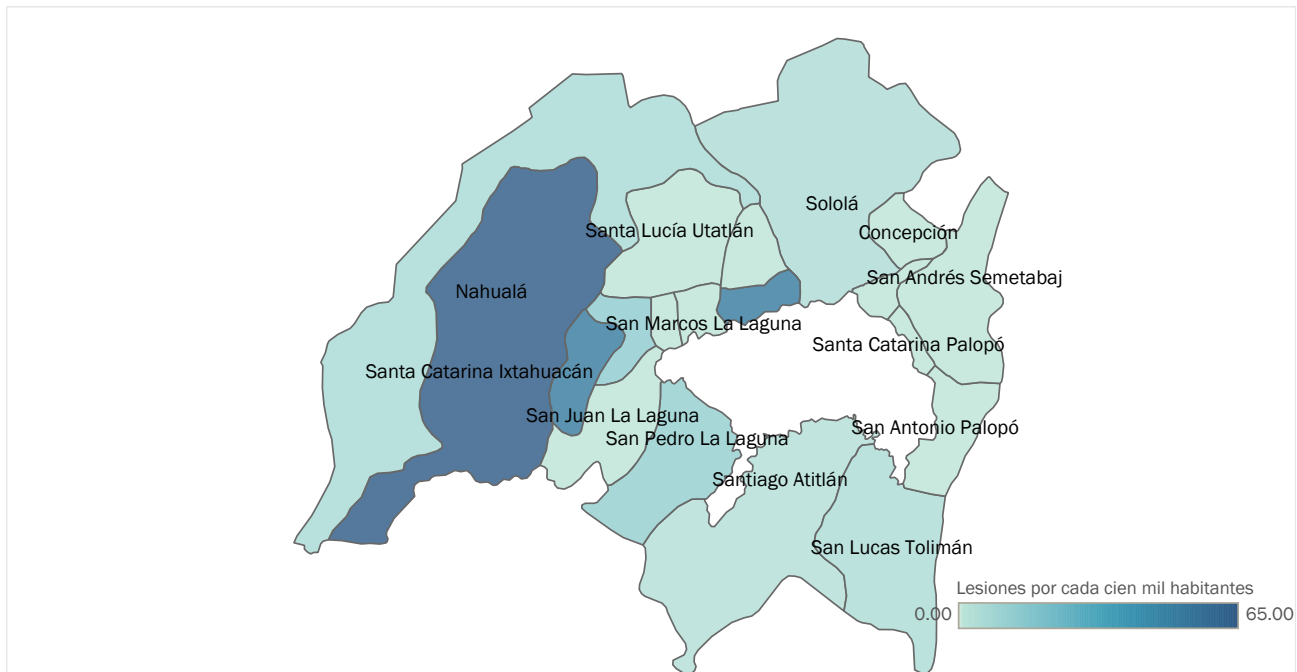 Sololá
Santa Lucía Utatlán
Concepción
San Andrés Semetabaj
Nahualá
San Marcos La Laguna
Santa Catarina Palopó
Santa Catarina Ixtahuacán
San Juan La Laguna
San Antonio Palopó
San Pedro La Laguna
Santiago Atitlán
San Lucas Tolimán
Lesiones por cada cien mil habitantes
0.00 65.00